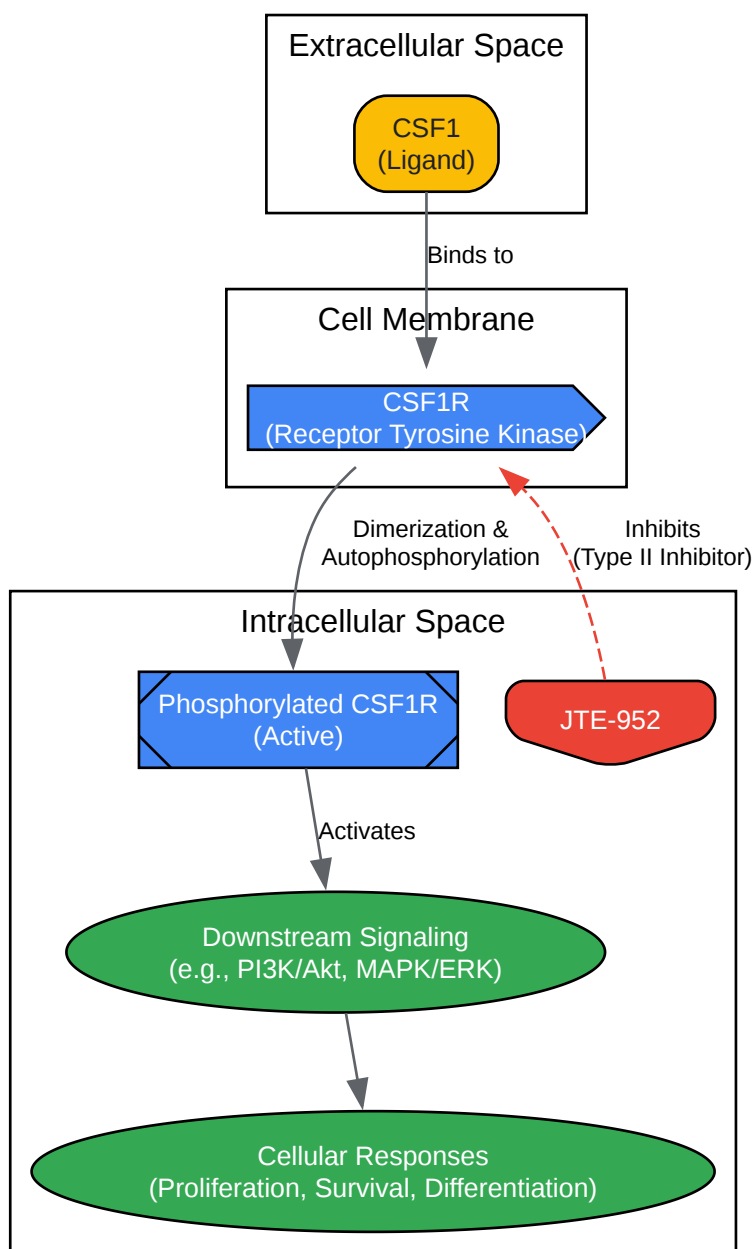 Extracellular Space
CSF1
(Ligand)
Binds to
Cell Membrane
CSF1R
(Receptor Tyrosine Kinase)
Dimerization &
Autophosphorylation
Inhibits
(Type II Inhibitor)
Intracellular Space
Phosphorylated CSF1R
(Active)
JTE-952
Activates
Downstream Signaling
(e.g., PI3K/Akt, MAPK/ERK)
Cellular Responses
(Proliferation, Survival, Differentiation)